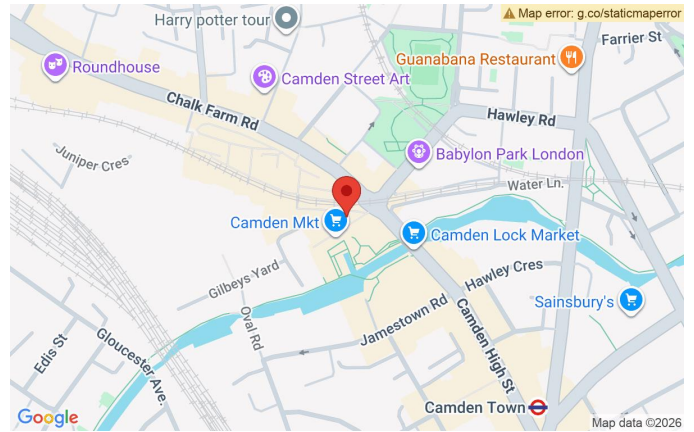 Harry potter tour
Map error: g.co/staticmaperror
Farrier St
Roundhouse
Camden Street Art
Guanabana Restaurant
Chalk Farm Rd
Hawley Rd
Juniper Cres
Babylon Park London
Water Ln.
Camden Mkt
Camden Lock Market
Gilbeys Yard
Hawley Cres
Sainsbury's
Oval Rd
Jamestown Rd
Camden High St
Edis St
Gloucester Ave.
Camden Town
Google
Map data ©2026